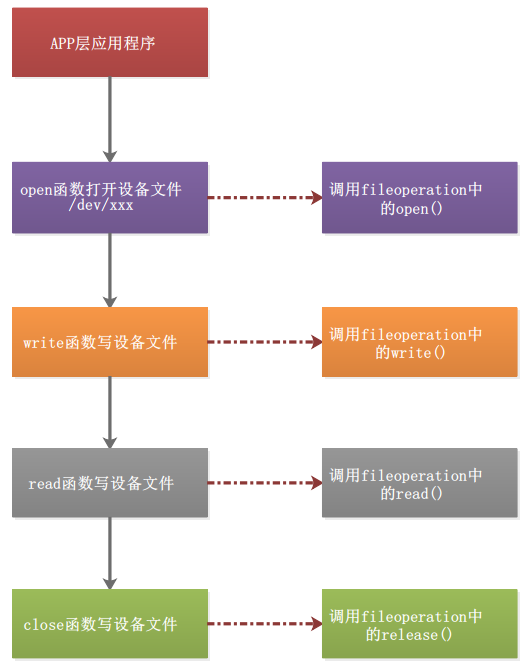 APP层应用程序
open函数打开设备文件
/dev/xxx
调用fileoperation中
的open()
write函数写设备文件
调用fileoperation中
的write()
read函数写设备文件
调用fileoperation中
的read()
close函数写设备文件
调用fileoperation中
的release()